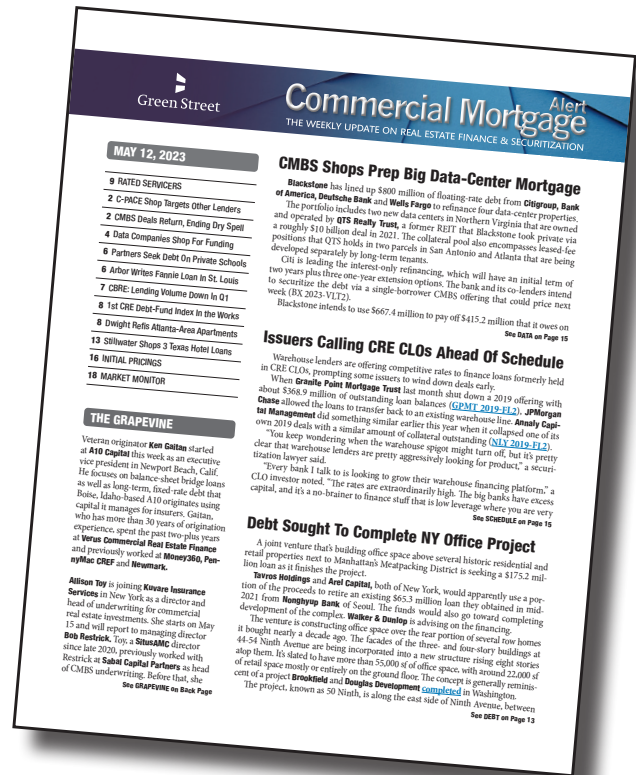 Green Street
Commercial Mortgage
Alert
THE WEEKLY UPDATE ON REAL ESTATE FINANCE & SECURITIZATION
MAY 12, 2023
9 RATED SERVICERS
2 C-PACE Shop Targets Other Lenders
2 CMBS Deals Return, Ending Dry Spell
4 Data Companies Shop For Funding
6 Partners Seek Debt On Private Schools
6 Arbor Writes Fannie Loan In St. Louis
7 CBRE: Lending Volume Down In Q1
8 1st CRE Debt-Fund Index In the Works
8 Dwight Refis Atlanta-Area Apartments
13 Stillwater Shops 3 Texas Hotel Loans
16 INITIAL PRICINGS
18 MARKET MONITOR
THE GRAPEVINE
Veteran originator Ken Gaitan started
at A10 Capital this week as an executive
vice president in Newport Beach, Calif.
He focuses on balance-sheet bridge loans
as well as long-term, fixed-rate debt that
Boise, Idaho-based A10 originates using
capital it manages for insurers. Gaitan,
who has more than 30 years of origination
experience, spent the past two-plus years
at Verus Commercial Real Estate Finance
and previously worked at Money360, Pen-
nyMac CREF and Newmark.
Allison Toy is joining Kuvare Insurance
Services in New York as a director and
head of underwriting for commercial
real estate investments. She starts on May
15 and will report to managing director
Bob Restrick. Toy, a SitusAMC director
since late 2020, previously worked with
Restrick at Sabal Capital Partners as head
of CMBS underwriting. Before that, she
See GRAPEVINE on Back Page
CMBS Shops Prep Big Data-Center Mortgage
Blackstone has lined up $800 million of floating-rate debt from Citigroup, Bank
of America, Deutsche Bank and Wells Fargo to refinance four data-center properties.
The portfolio includes two new data centers in Northern Virginia that are owned
and operated by QTS Realty Trust, a former REIT that Blackstone took private via
a roughly $10 billion deal in 2021. The collateral pool also encompasses leased-fee
positions that QTS holds in two parcels in San Antonio and Atlanta that are being
developed separately by long-term tenants.
Citi is leading the interest-only refinancing, which will have an initial term of
two years plus three one-year extension options. The bank and its co-lenders intend
to securitize the debt via a single-borrower CMBS offering that could price next
week (BX 2023-VLT2).
Blackstone intends to use $667.4 million to pay off $415.2 million that it owes on
See DATA on Page 15
Issuers Calling CRE CLOs Ahead Of Schedule
Warehouse lenders are offering competitive rates to finance loans formerly held
in CRE CLOs, prompting some issuers to wind down deals early.
When Granite Point Mortgage Trust last month shut down a 2019 offering with
about $368.9 million of outstanding loan balances (GPMT 2019-FL2), JPMorgan
Chase allowed the loans to transfer back to an existing warehouse line. Annaly Capi-
tal Management did something similar earlier this year when it collapsed one of its
own 2019 deals with a similar amount of collateral outstanding (NLY 2019-FL2).
"You keep wondering when the warehouse spigot might turn off, but it's pretty
clear that warehouse lenders are pretty aggressively looking for product," a securi-
tization lawyer said.
"Every bank I talk to is looking to grow their warehouse financing platform," a
CLO investor noted. "The rates are extraordinarily high. The big banks have excess
capital, and it's a no-brainer to finance stuff that is low leverage where you are very
See SCHEDULE on Page 15
Debt Sought To Complete NY Office Project
A joint venture that's building office space above several historic residential and
retail properties next to Manhattan's Meatpacking District is seeking a $175.2 mil-
lion loan as it finishes the project.
Tavros Holdings and Arel Capital, both of New York, would apparently use a por-
tion of the proceeds to retire an existing $65.3 million loan they obtained in mid-
2021 from Nonghyup Bank of Seoul. The funds would also go toward completing
development of the complex. Walker & Dunlop is advising on the financing.
The venture is constructing office space over the rear portion of several row homes
it bought nearly a decade ago. The facades of the three- and four-story buildings at
44-54 Ninth Avenue are being incorporated into a new structure rising eight stories
atop them. It's slated to have more than 55,000 sf of office space, with around 22,000 sf
of retail space mostly or entirely on the ground floor. The concept is generally reminis-
cent of a project Brookfield and Douglas Development completed in Washington.
The project, known as 50 Ninth, is along the east side of Ninth Avenue, between
See DEBT on Page 13